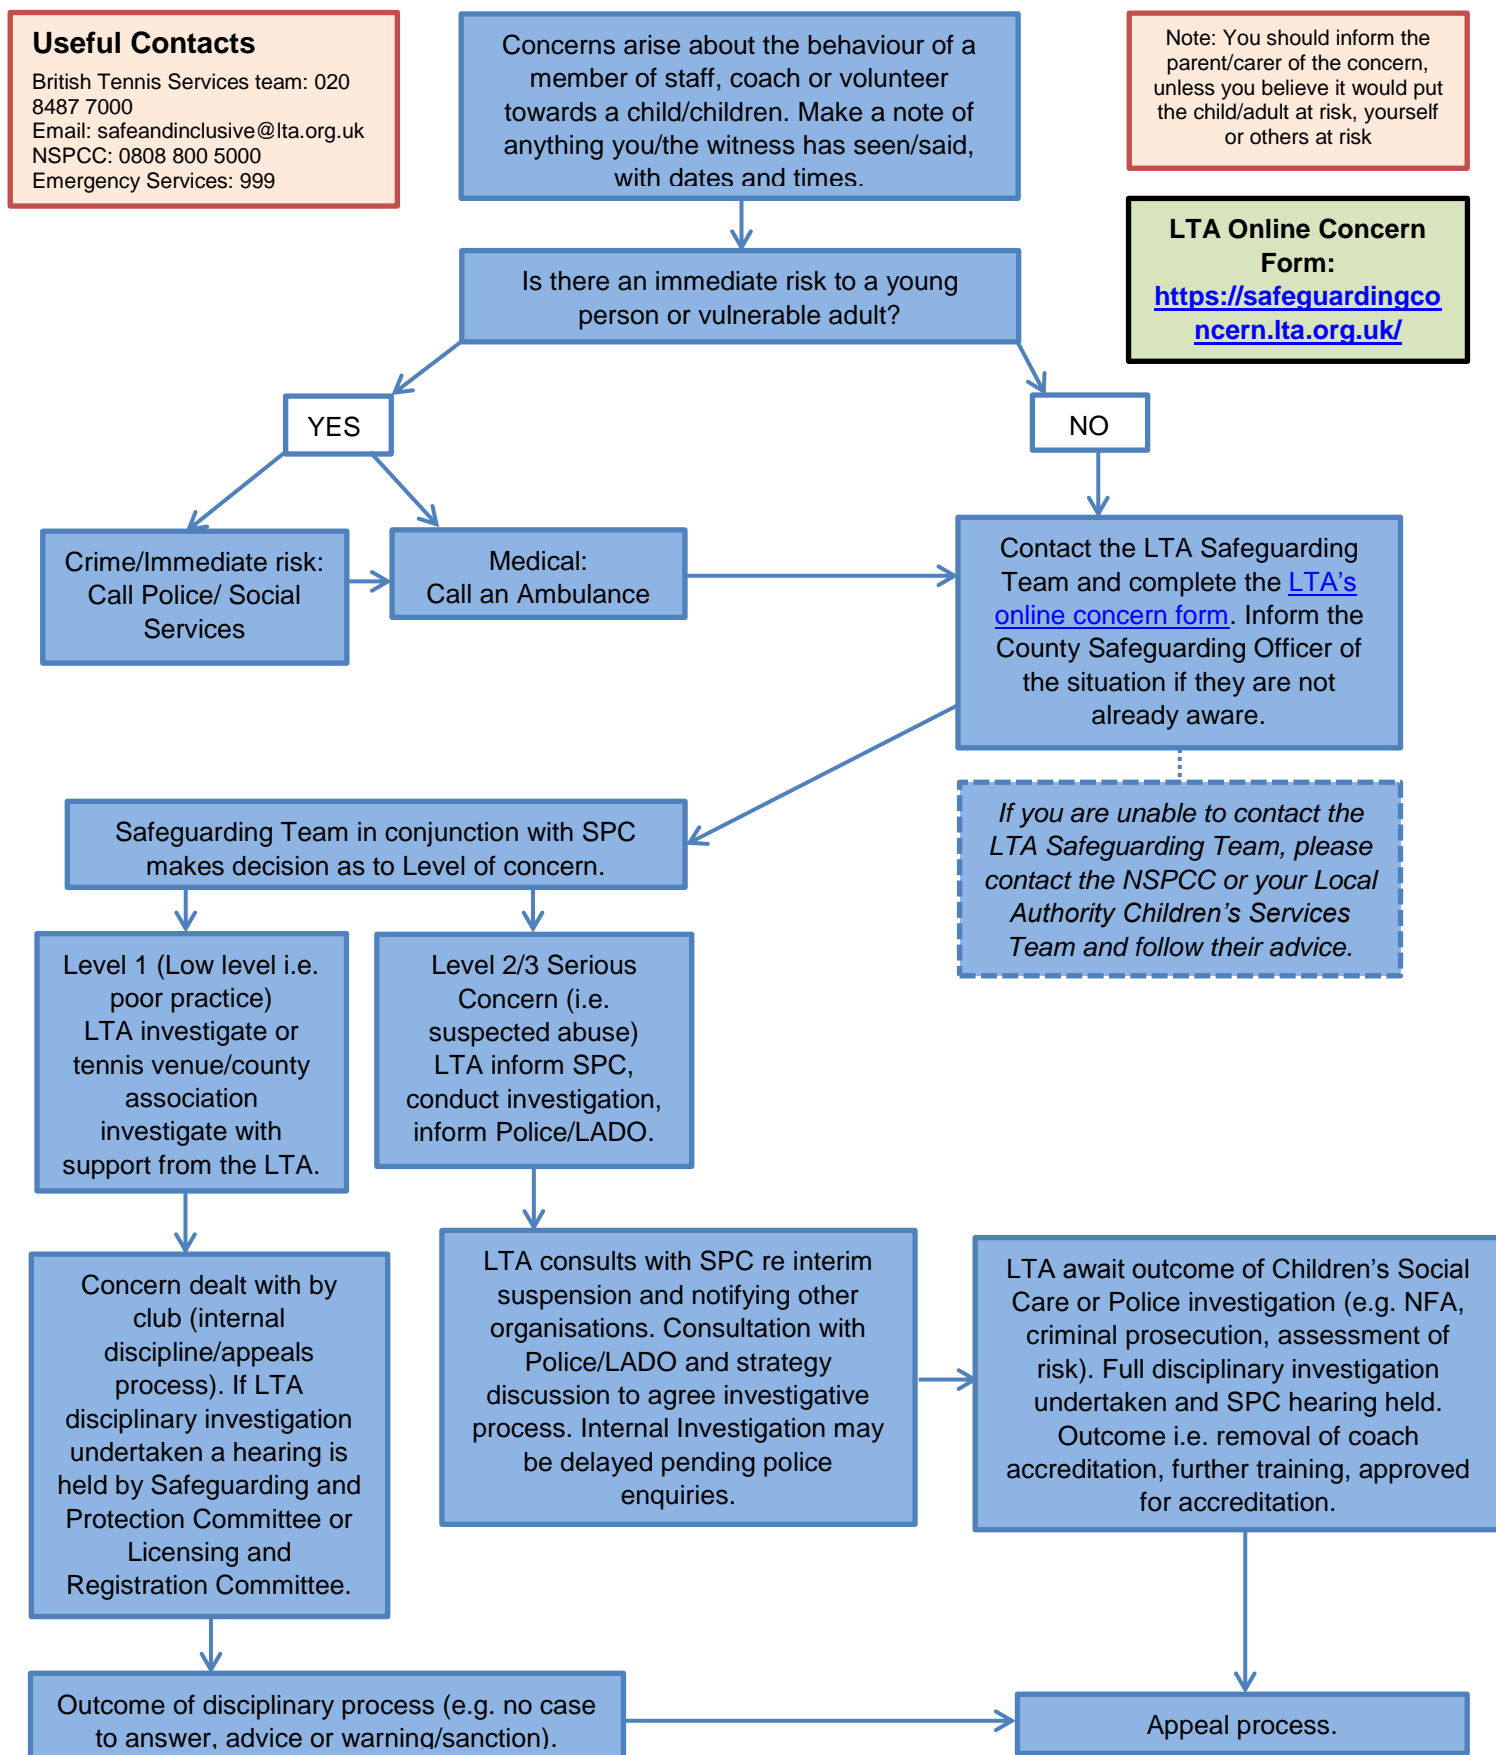 Useful Contacts
British Tennis Services team: 020
8487 7000
Email: safeandinclusive@lta.org.uk
NSPCC: 0808 800 5000
Emergency Services: 999
Concerns arise about the behaviour of a
member of staff, coach or volunteer
towards a child/children. Make a note of
anything you/the witness has seen/said,
with dates and times.
Note: You should inform the
parent/carer of the concern,
unless you believe it would put
the child/adult at risk, yourself
or others at risk
LTA Online Concern
Form:
https://safeguardingco
ncern.lta.org.uk/
Is there an immediate risk to a young
person or vulnerable adult?
YES
NO
Crime/Immediate risk:
Call Police/ Social
Services
Medical:
Call an Ambulance
Contact the LTA Safeguarding
Team and complete the LTA’s
online concern form. Inform the
County Safeguarding Officer of
the situation if they are not
already aware.
If you are unable to contact the
LTA Safeguarding Team, please
contact the NSPCC or your Local
Authority Children’s Services
Team and follow their advice.
Safeguarding Team in conjunction with SPC
makes decision as to Level of concern.
Level 1 (Low level i.e.
poor practice)
LTA investigate or
tennis venue/county
association
investigate with
support from the LTA.
Level 2/3 Serious
Concern (i.e.
suspected abuse)
LTA inform SPC,
conduct investigation,
inform Police/LADO.
Concern dealt with by
club (internal
discipline/appeals
process). If LTA
disciplinary investigation
undertaken a hearing is
held by Safeguarding and
Protection Committee or
Licensing and
Registration Committee.
LTA consults with SPC re interim
suspension and notifying other
organisations. Consultation with
Police/LADO and strategy
discussion to agree investigative
process. Internal Investigation may
be delayed pending police
enquiries.
LTA await outcome of Children’s Social
Care or Police investigation (e.g. NFA,
criminal prosecution, assessment of
risk). Full disciplinary investigation
undertaken and SPC hearing held.
Outcome i.e. removal of coach
accreditation, further training, approved
for accreditation.
Outcome of disciplinary process (e.g. no case
to answer, advice or warning/sanction).
Appeal process.